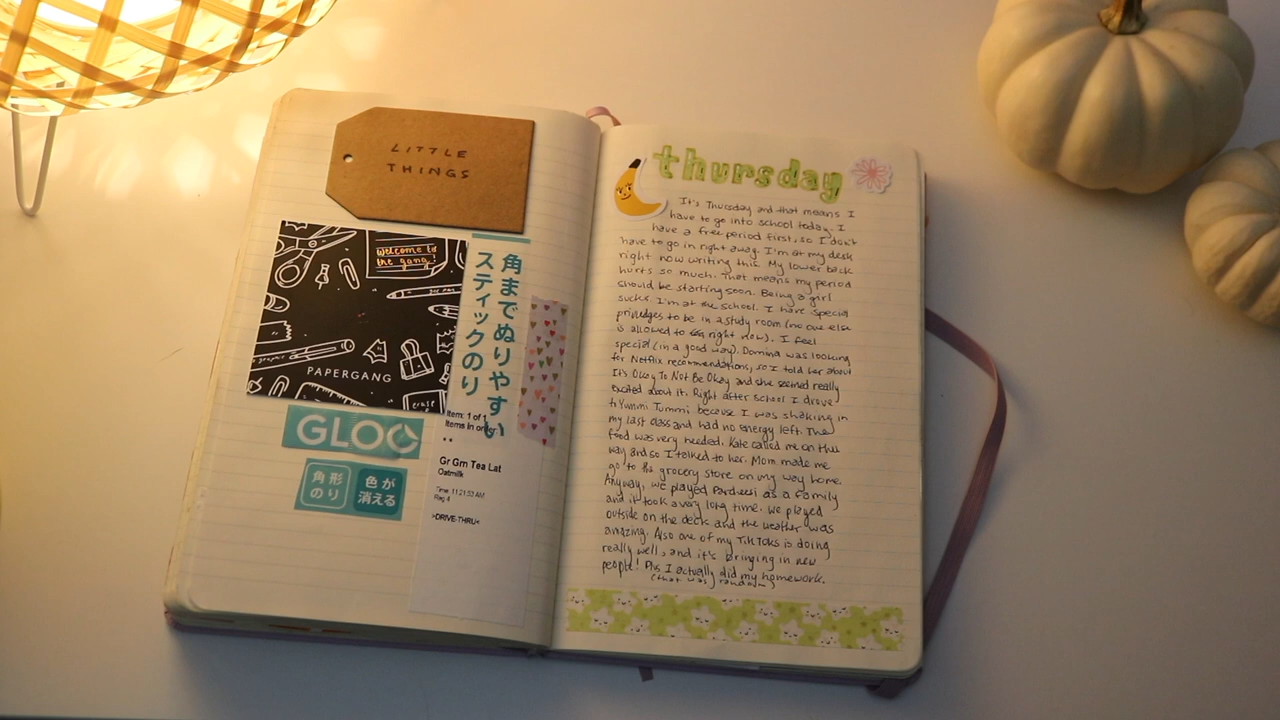 LITTLE
THINGS
Welcome to
the gang!
PAPERGANG
erase
角までぬりやすい
スティックのり
GLOO
角形
のり
色が
消える
Item: 1 of 1
Items in order:
**
Gr Grn Tea Lat
Oatmilk
Time: 11:21:53 AM
Reg 4
>DRIVE-THRU<
thursday
It's Thursday and that means I
have to go into school today. I
have a free period first, so I don't
have to go in right away. I'm at my desk
right now writing this. My lower back
hurts so much. That means my period
should be starting soon. Being a girl
sucks. I'm at the school. I have special
priviledges to be in a study room (no one else
is allowed to right now). I feel
special (in a good way). Domina was looking
for Netflix recommendations, so I told her about
It's Okay To Not Be Okay and she seemed really
excited about it. Right after school I drove
to Yummi Tummi because I was shaking in
my last class and had no energy left. The
food was very needed. Kate called me on the
way and so I talked to her. Mom made me
go to the grocery store on my way home.
Anyway, we played Parcheesi as a family
and it took a very long time. We played
outside on the deck and the weather was
amazing. Also one of my TikToks is doing
really well, and it's bringing in new
people! Plus I actually did my homework.
(that was random)